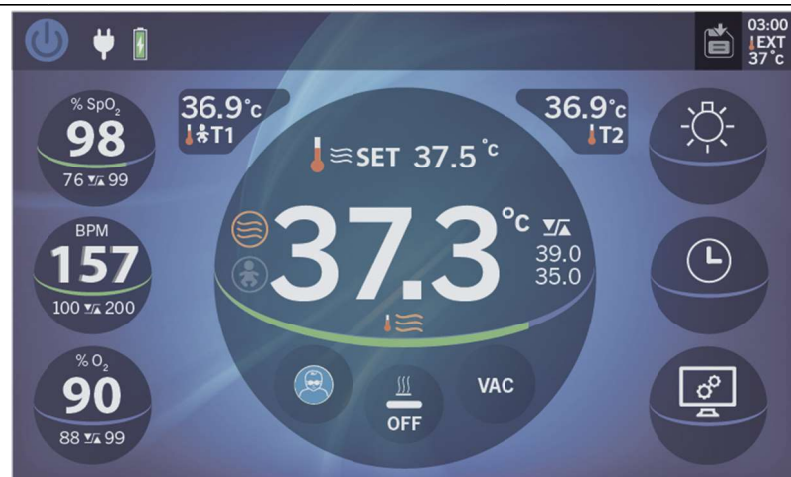 03:00
EXT
37°c
% SpO₂
98
76 99
36.9°c
T1
36.9°c
T2
SET 37.5°c
BPM
157
100 200
37.3°c
39.0
35.0
% O₂
90
88 99
OFF
VAC